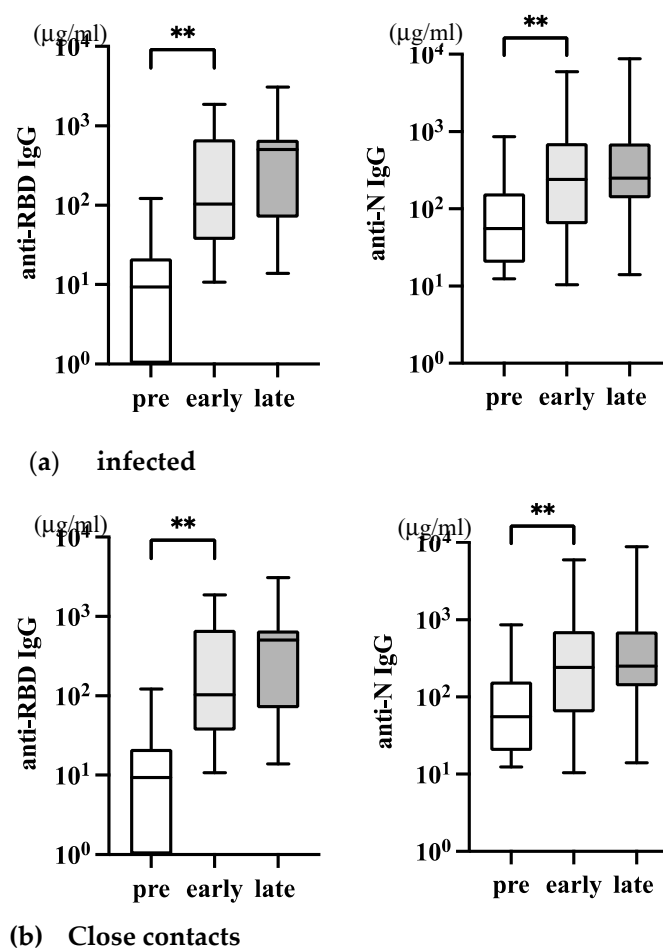 (μg/ml)
**
anti-RBD IgG
10⁴
10³
10²
10¹
10⁰
pre early late
(μg/ml)
**
anti-N IgG
10⁴
10³
10²
10¹
10⁰
pre early late
(a) infected
(μg/ml)
**
anti-RBD IgG
10⁴
10³
10²
10¹
10⁰
pre early late
(μg/ml)
**
anti-N IgG
10⁴
10³
10²
10¹
10⁰
pre early late
(b) Close contacts